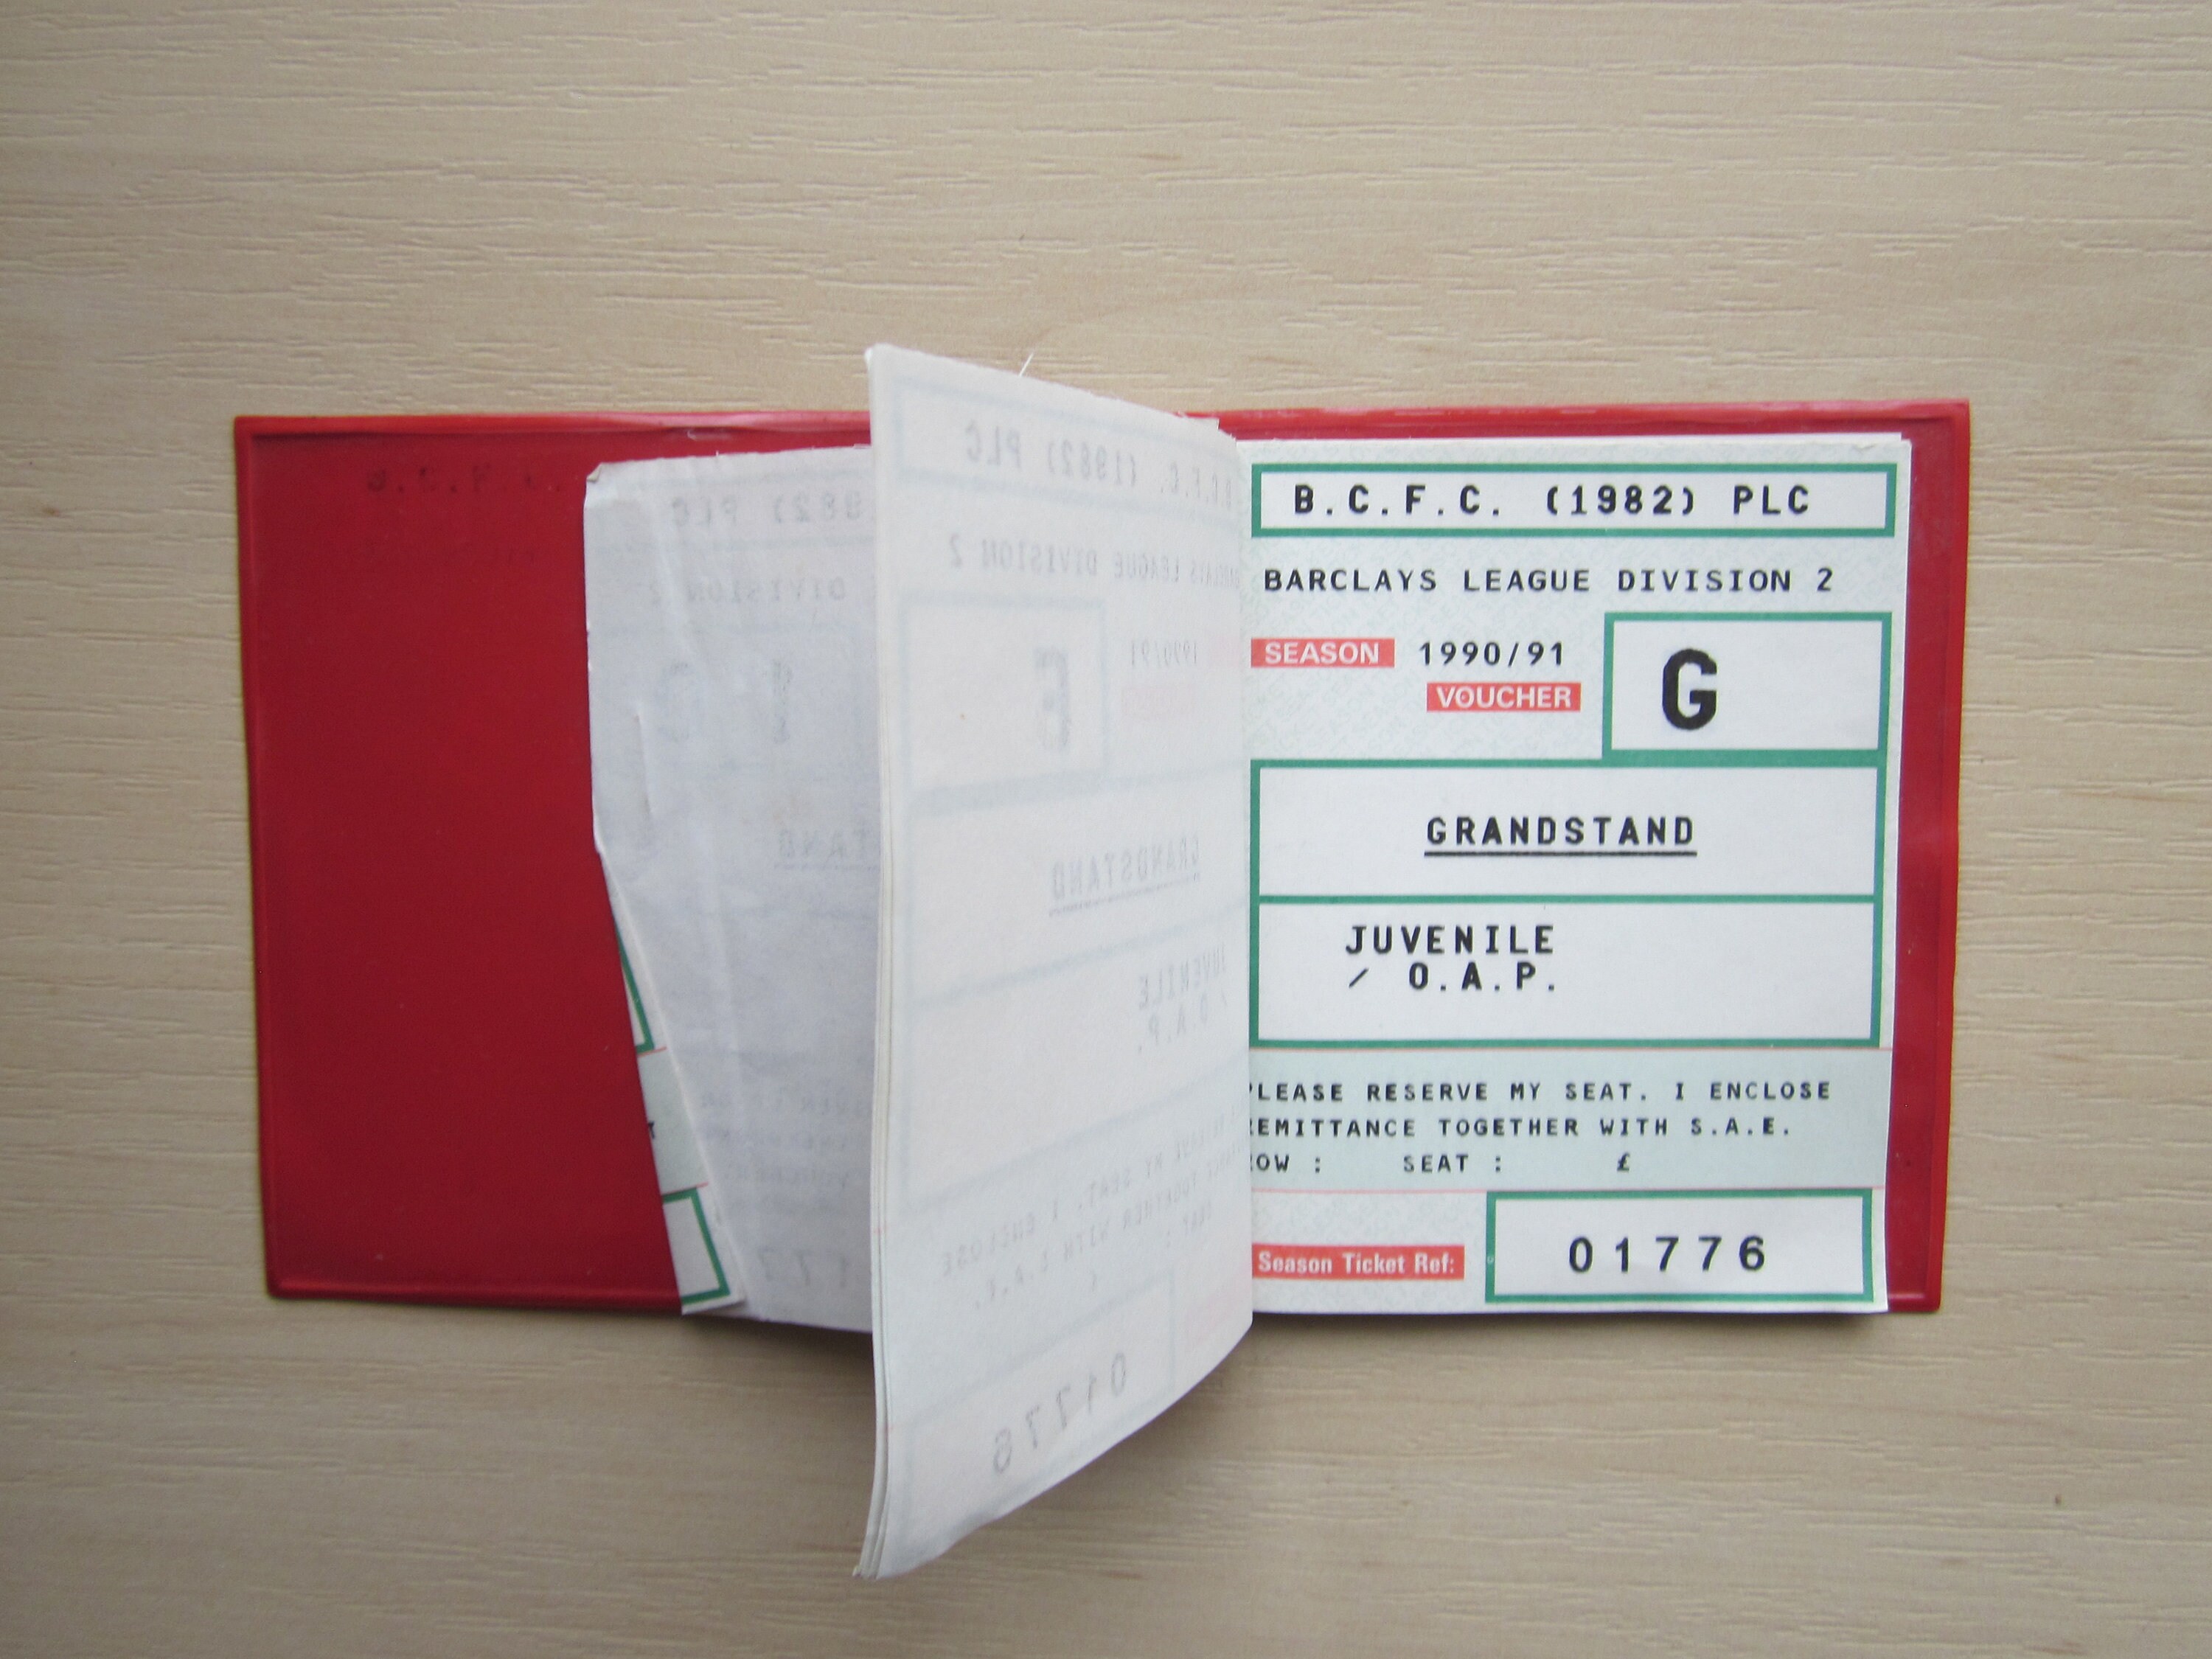 B.C.F.C. (1982) PLC
BARCLAYS LEAGUE DIVISION 2
SEASON 1990/91
VOUCHER
G
GRANDSTAND
JUVENILE
/ O.A.P.
PLEASE RESERVE MY SEAT. I ENCLOSE
REMITTANCE TOGETHER WITH S.A.E.
ROW : SEAT : £
Season Ticket Ref:
01776